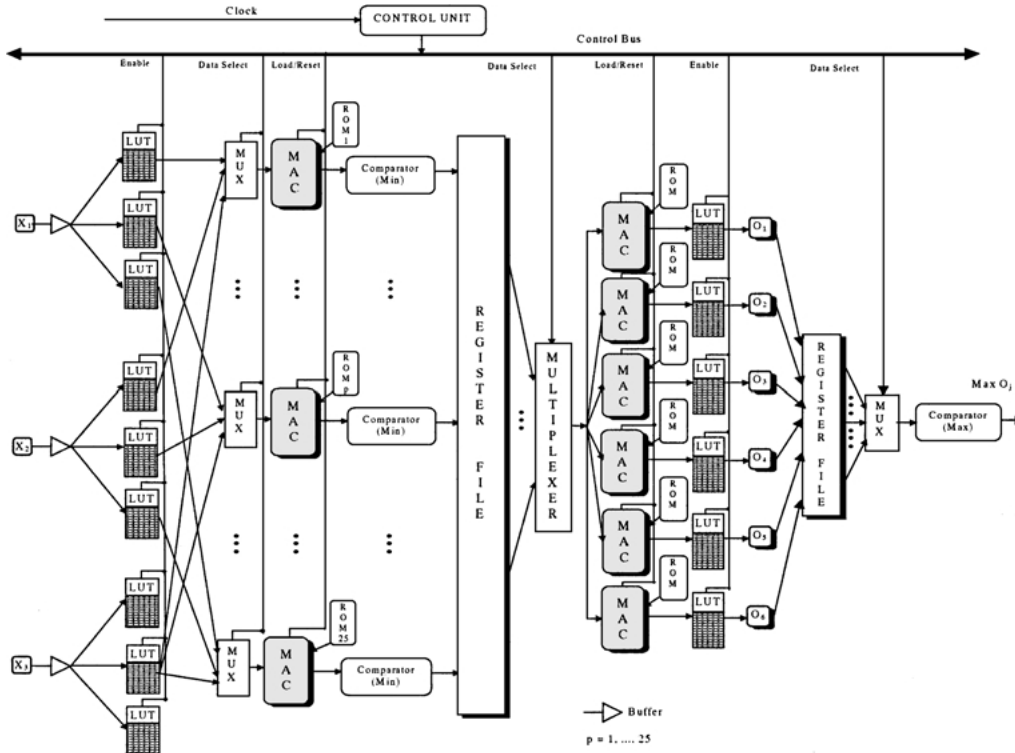 Clock
CONTROL UNIT
Control Bus
Enable
Data Select
Load/Reset
Data Select
Load/Reset
Enable
Data Select
LUT
LUT
LUT
X1
LUT
LUT
LUT
X2
LUT
LUT
LUT
X3
MUX
MAC
ROM 1
Comparator
(Min)
MUX
MAC
ROM P
Comparator
(Min)
MUX
MAC
ROM 25
Comparator
(Min)
REGISTER FILE
MULTIPLEXER
MAC
ROM
LUT
O1
MAC
ROM
LUT
O2
MAC
ROM
LUT
O3
MAC
ROM
LUT
O4
MAC
ROM
LUT
O5
MAC
ROM
LUT
O6
REGISTER FILE
MUX
Comparator
(Max)
Max Oj
Buffer
p = 1, .... 25